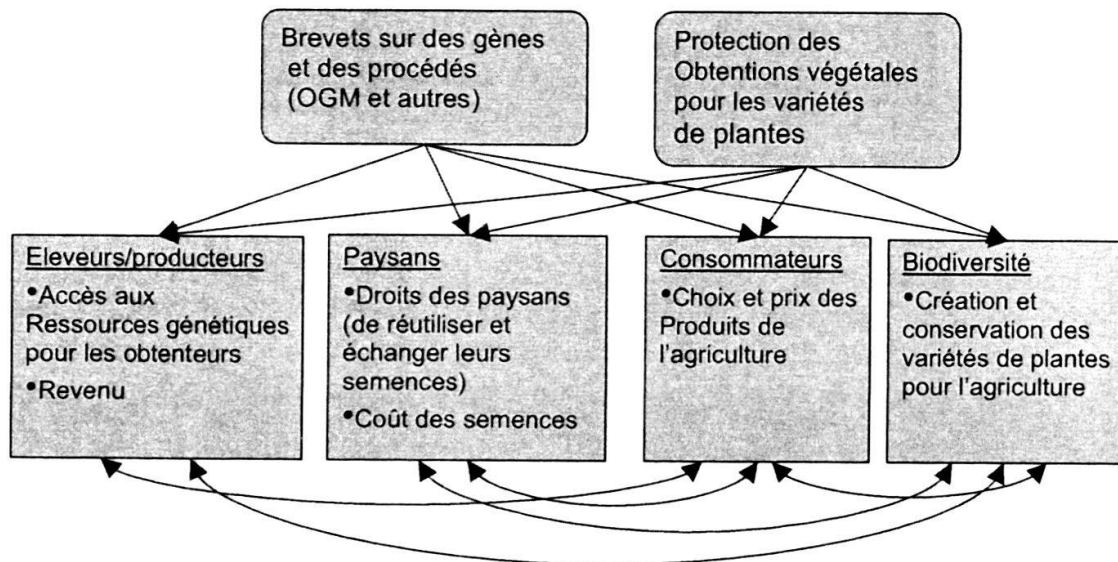 Brevets sur des gènes
et des procédés
(OGM et autres)
Protection des
Obtentions végétales
pour les variétés
de plantes
Eleveurs/producteurs
•Accès aux
Ressources génétiques
pour les obtenteurs
•Revenu
Paysans
•Droits des paysans
(de réutiliser et
échanger leurs
semences)
•Coût des semences
Consommateurs
•Choix et prix des
Produits de
l'agriculture
Biodiversité
•Création et
conservation des
variétés de plantes
pour l'agriculture